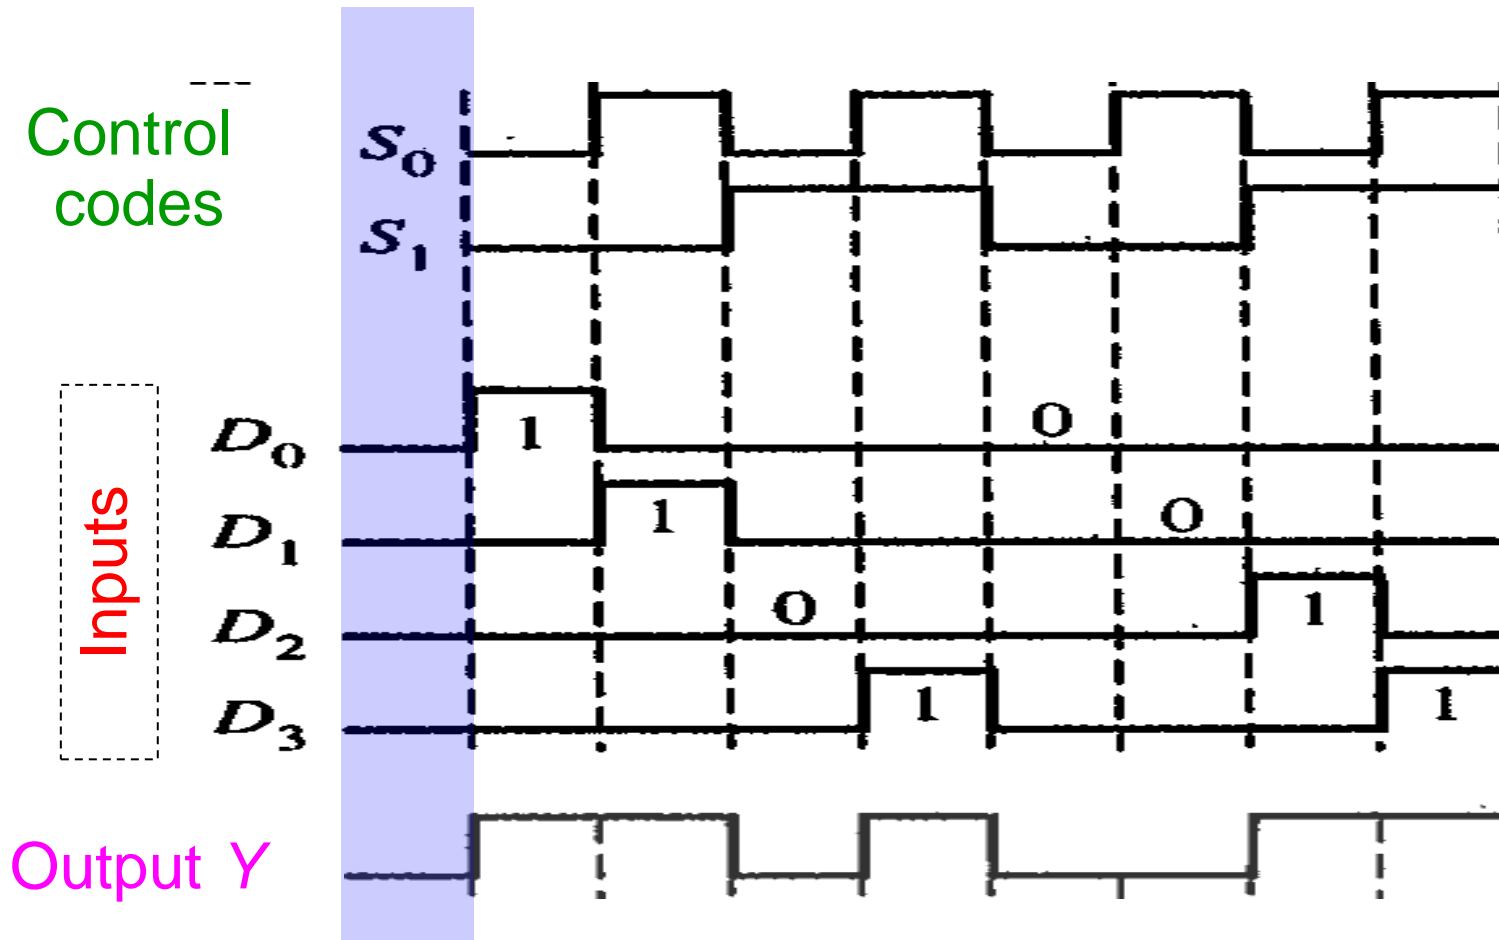 Control
codes
S0
S1
D0 1 0
D1 1 0
Inputs
D2 0 1
D3 1 1
Output Y